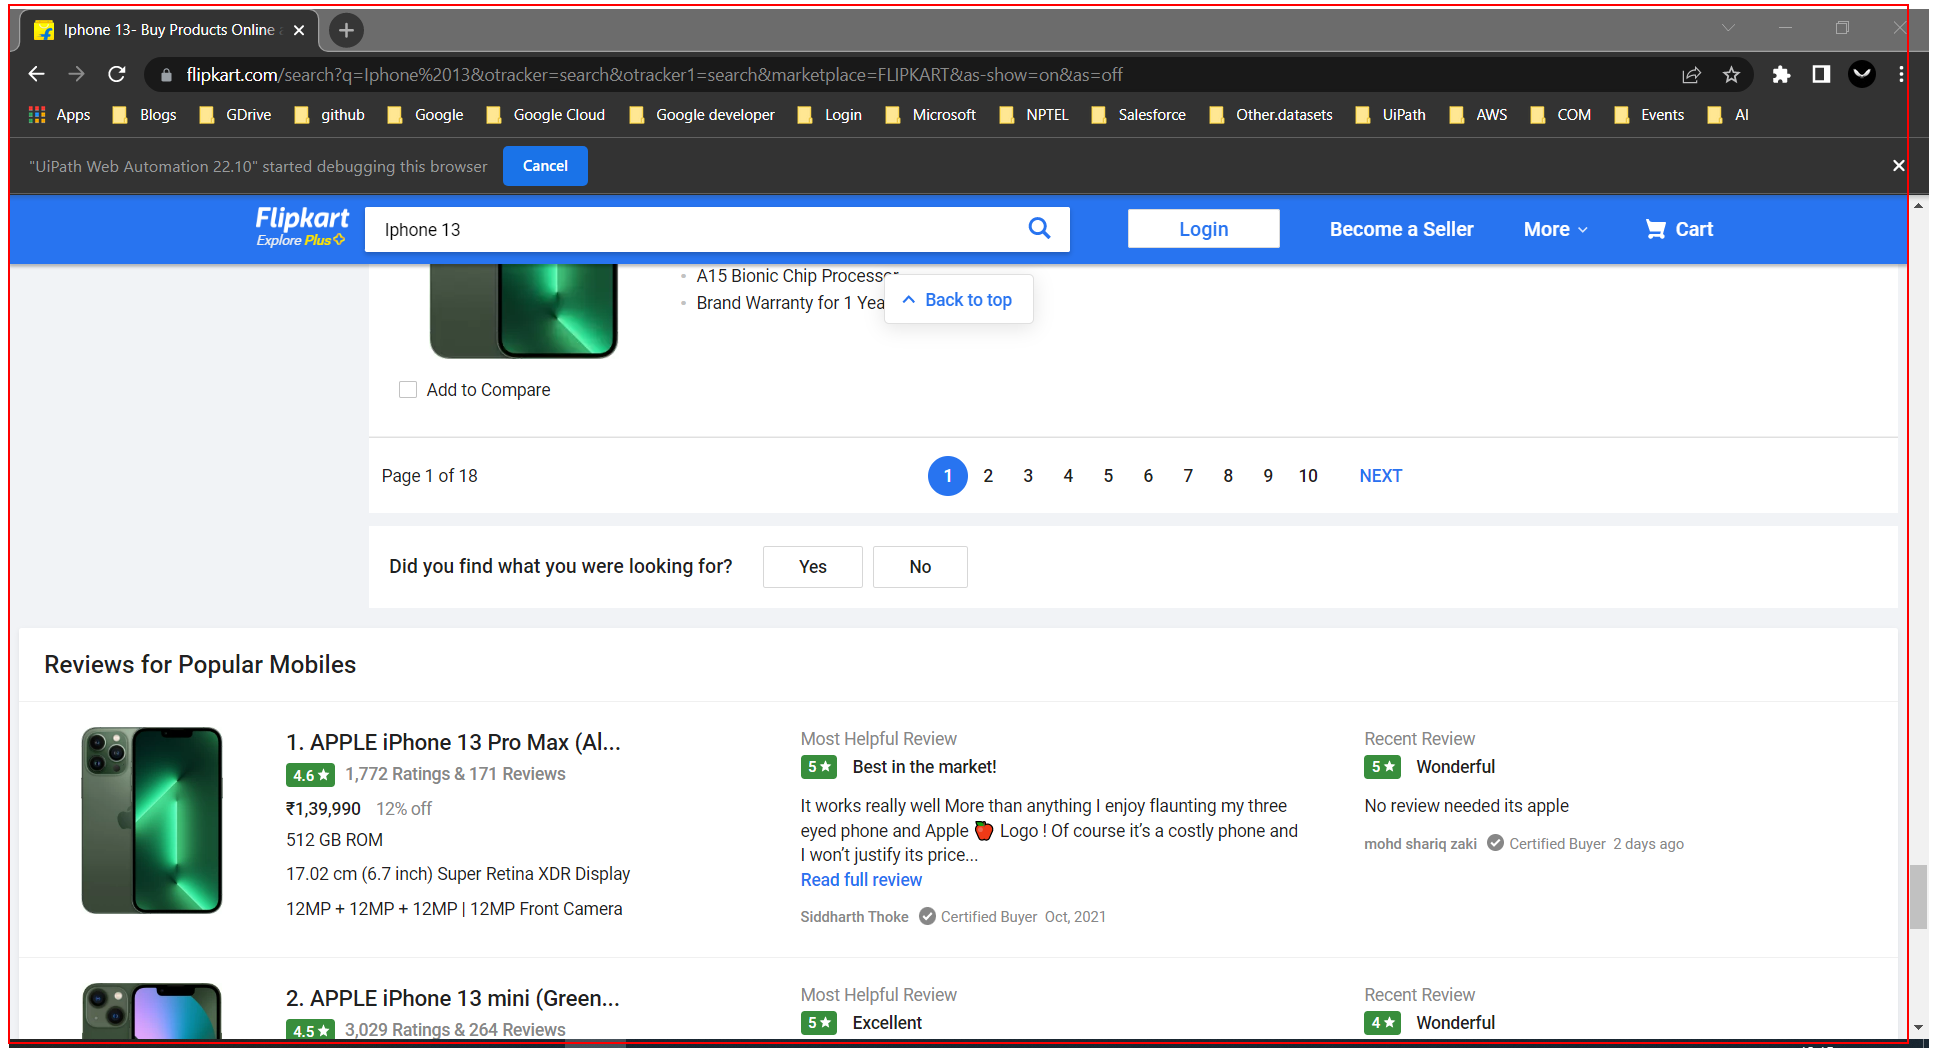 Iphone 13- Buy Products Online
flipkart.com/search?q=Iphone%2013&otracker=search&otracker1=search&marketplace=FLIPKART&as-show=on&as=off
Apps Blogs GDrive github Google Google Cloud Google developer Login Microsoft NPTEL Salesforce Other.datasets UiPath AWS COM Events AI
"UiPath Web Automation 22.10" started debugging this browser Cancel
Flipkart
Explore Plus
Iphone 13
Login Become a Seller More Cart
A15 Bionic Chip Processor
Brand Warranty for 1 Yea
Back to top
Add to Compare
Page 1 of 18 1 2 3 4 5 6 7 8 9 10 NEXT
Did you find what you were looking for? Yes No
Reviews for Popular Mobiles
1. APPLE iPhone 13 Pro Max (Al...
4.6★ 1,772 Ratings & 171 Reviews
₹1,39,990 12% off
512 GB ROM
17.02 cm (6.7 inch) Super Retina XDR Display
12MP + 12MP + 12MP | 12MP Front Camera
Most Helpful Review
5★ Best in the market!
It works really well More than anything I enjoy flaunting my three
eyed phone and Apple 🍎 Logo ! Of course it’s a costly phone and
I won’t justify its price...
Read full review
Siddharth Thoke Certified Buyer Oct, 2021
Recent Review
5★ Wonderful
No review needed its apple
mohd shariq zaki Certified Buyer 2 days ago
2. APPLE iPhone 13 mini (Green...
4.5★ 3,029 Ratings & 264 Reviews
Most Helpful Review
5★ Excellent
Recent Review
4★ Wonderful